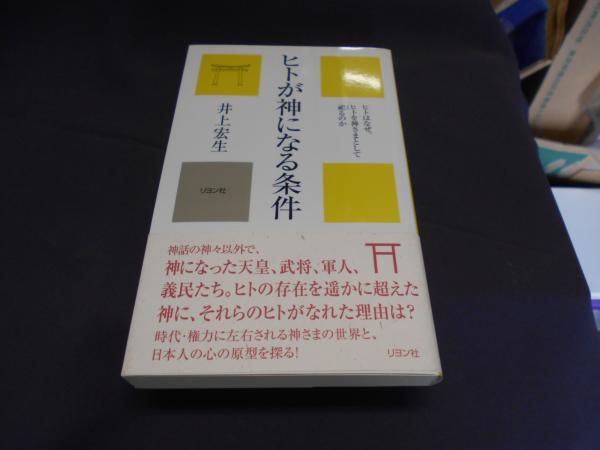 ヒトが神になる条件
井上宏生
ヒトはなぜ、
ヒトを神さまとして
祀るのか
リヨン社
神話の神々以外で、
神になった天皇、武将、軍人、
義民たち。ヒトの存在を遥かに超えた
神に、それらのヒトがなれた理由は?
時代・権力に左右される神さまの世界と、
日本人の心の原型を探る!
リヨン社